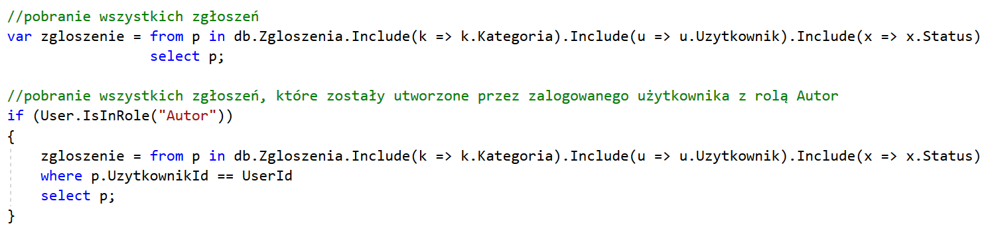 //pobranie wszystkich zgłoszeń
var zgloszenie = from p in db.Zgloszenia.Include(k => k.Kategoria).Include(u => u.Uzytkownik).Include(x => x.Status)
select p;
//pobranie wszystkich zgłoszeń, które zostały utworzone przez zalogowanego użytkownika z rolą Autor
if (User.IsInRole("Autor"))
{
zgloszenie = from p in db.Zgloszenia.Include(k => k.Kategoria).Include(u => u.Uzytkownik).Include(x => x.Status)
where p.UzytkownikId == UserId
select p;
}